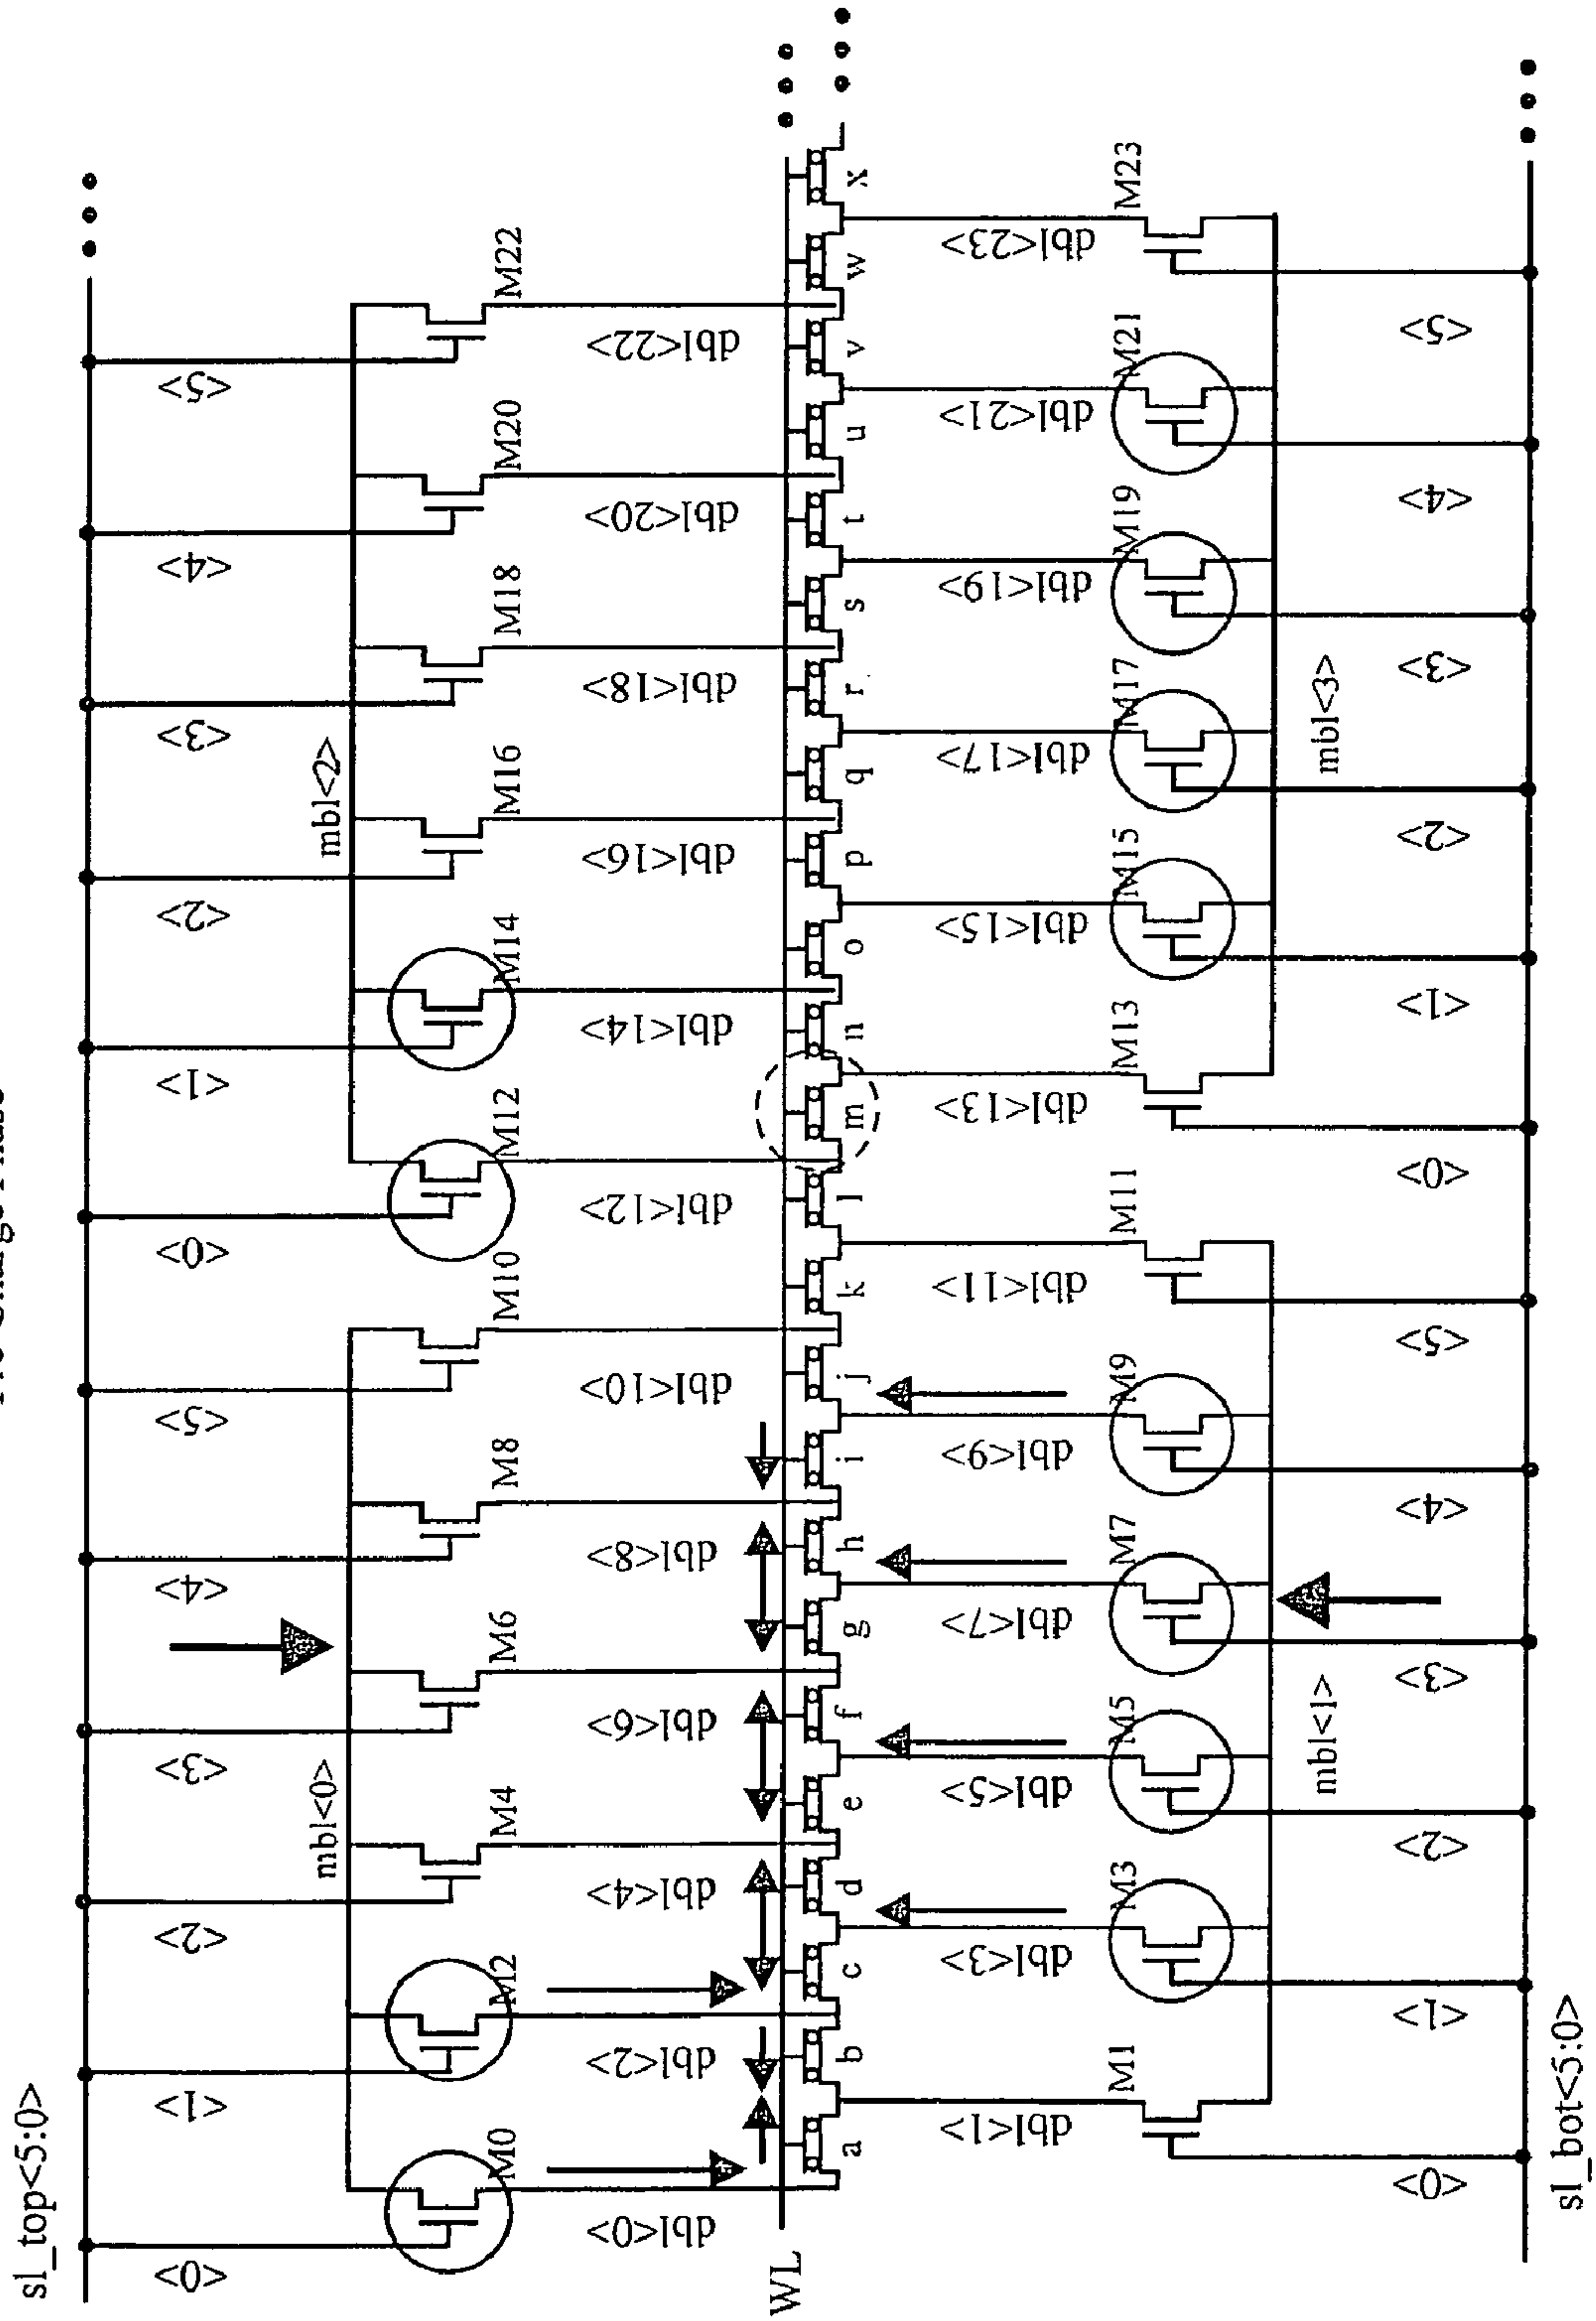 Pre-Charge Phase
sl_top<5:0>
<0> <1> <2> <3> <4> <5> <0> <1> <2> <3> <4> <5>
mbl<0> mbl<2>
M0 M2 M4 M6 M8 M10 M12 M14 M16 M18 M20 M22
dbl<0> dbl<2> dbl<4> dbl<6> dbl<8> dbl<10> dbl<12> dbl<14> dbl<16> dbl<18> dbl<20> dbl<22>
WL
a b c d e f g h i j k l m n o p q r s t u v w x
dbl<1> dbl<3> dbl<5> dbl<7> dbl<9> dbl<11> dbl<13> dbl<15> dbl<17> dbl<19> dbl<21> dbl<23>
M1 M3 M5 M7 M9 M11 M13 M15 M17 M19 M21 M23
mbl<1> mbl<3>
<0> <1> <2> <3> <4> <5> <0> <1> <2> <3> <4> <5>
sl_bot<5:0>